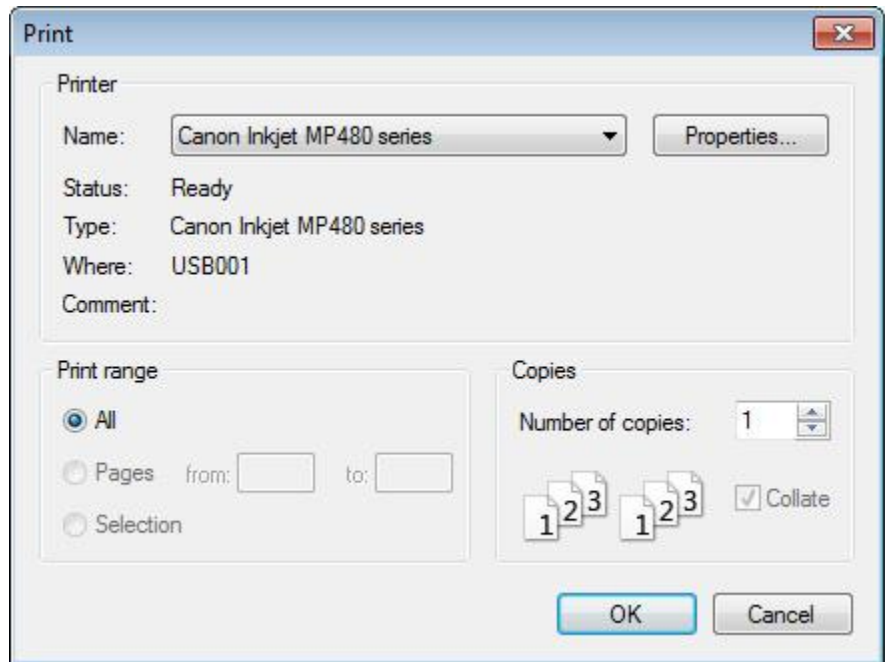 Print
Printer
Name: Canon Inkjet MP480 series Properties...
Status: Ready
Type: Canon Inkjet MP480 series
Where: USB001
Comment:
Print range
All
Pages from: to:
Selection
Copies
Number of copies: 1
1 2 3 1 2 3 Collate
OK Cancel